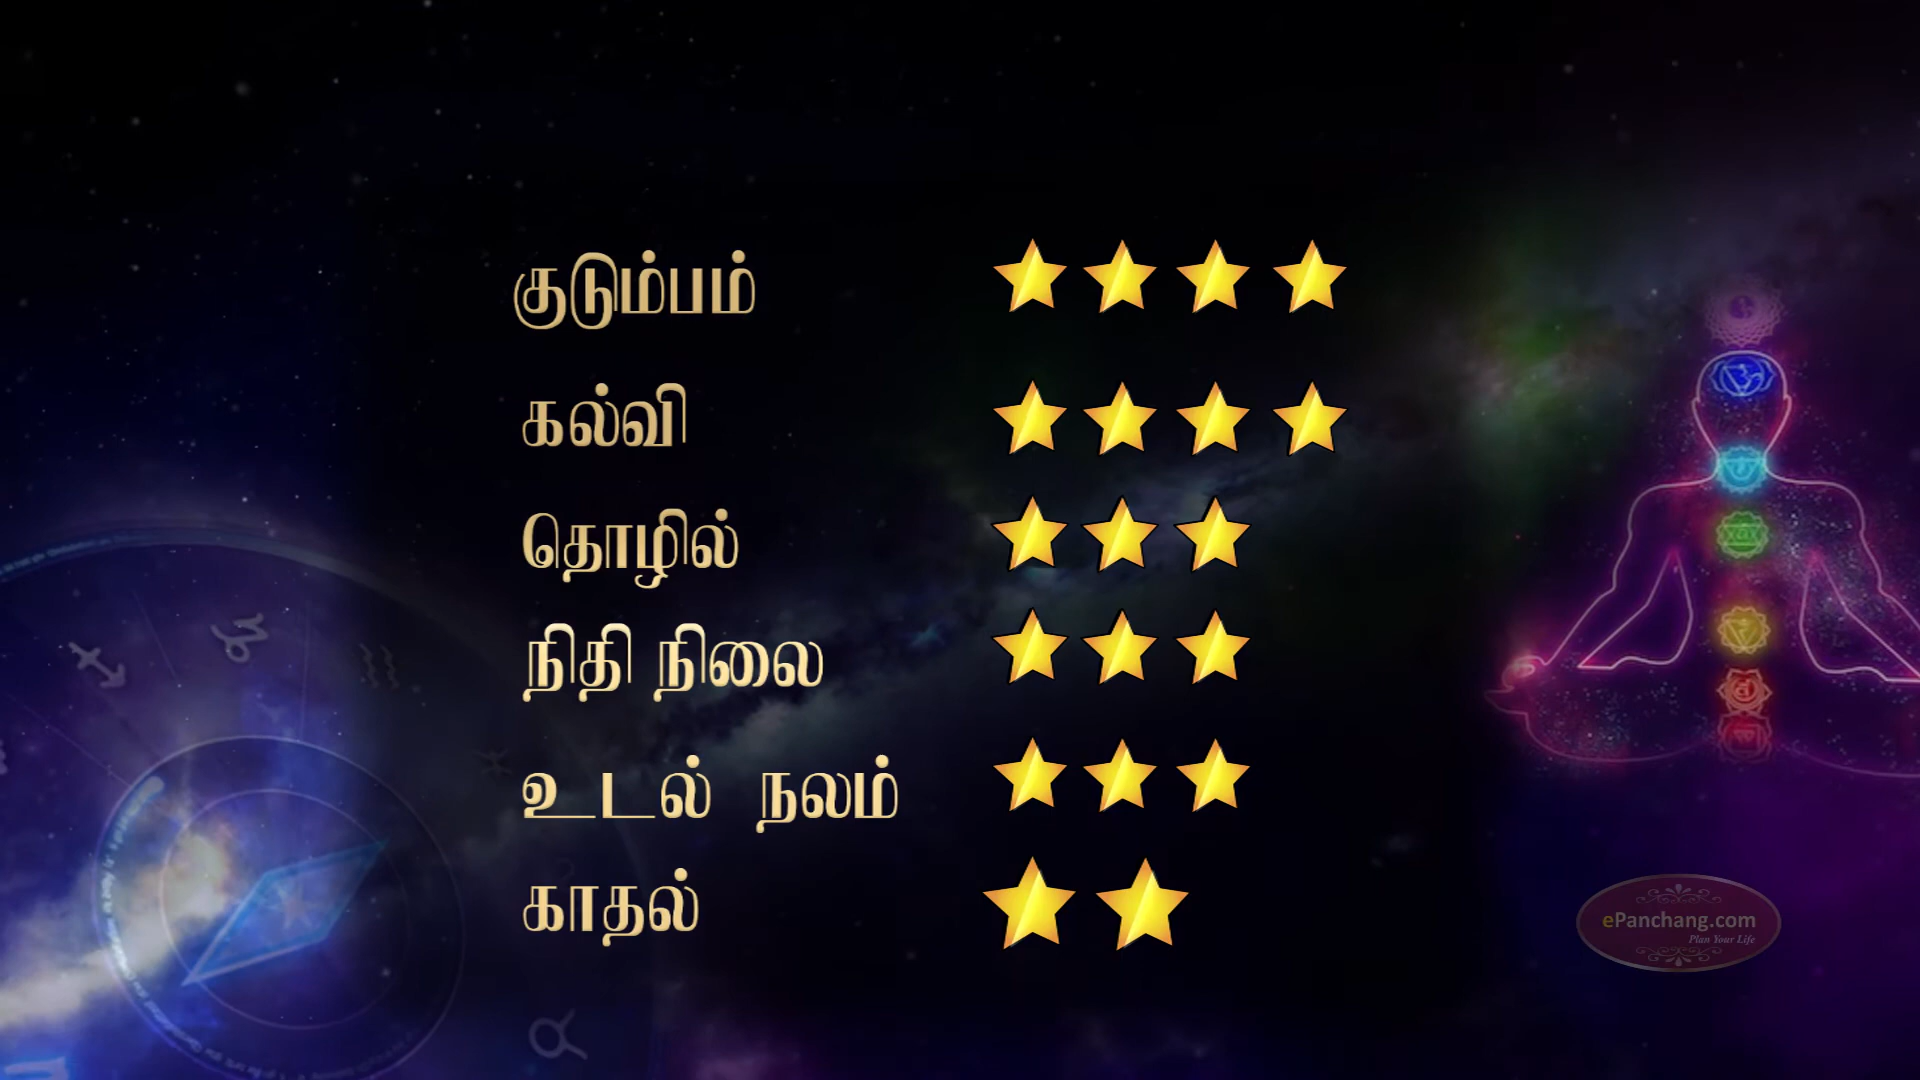 குடும்பம்
கல்வி
தொழில்
நிதி நிலை
உடல் நலம்
காதல்
ePanchang.com
Plan Your Life